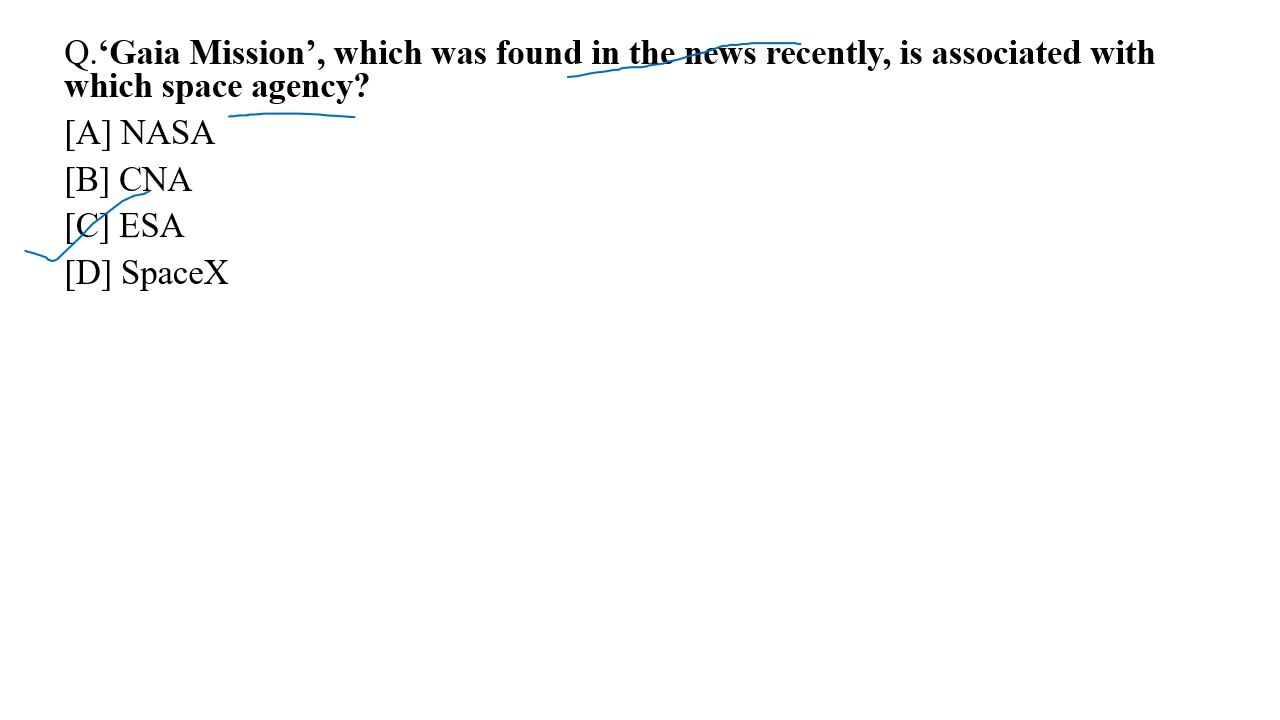 Q.‘Gaia Mission’, which was found in the news recently, is associated with
which space agency?
[A] NASA
[B] CNA
[C] ESA
[D] SpaceX